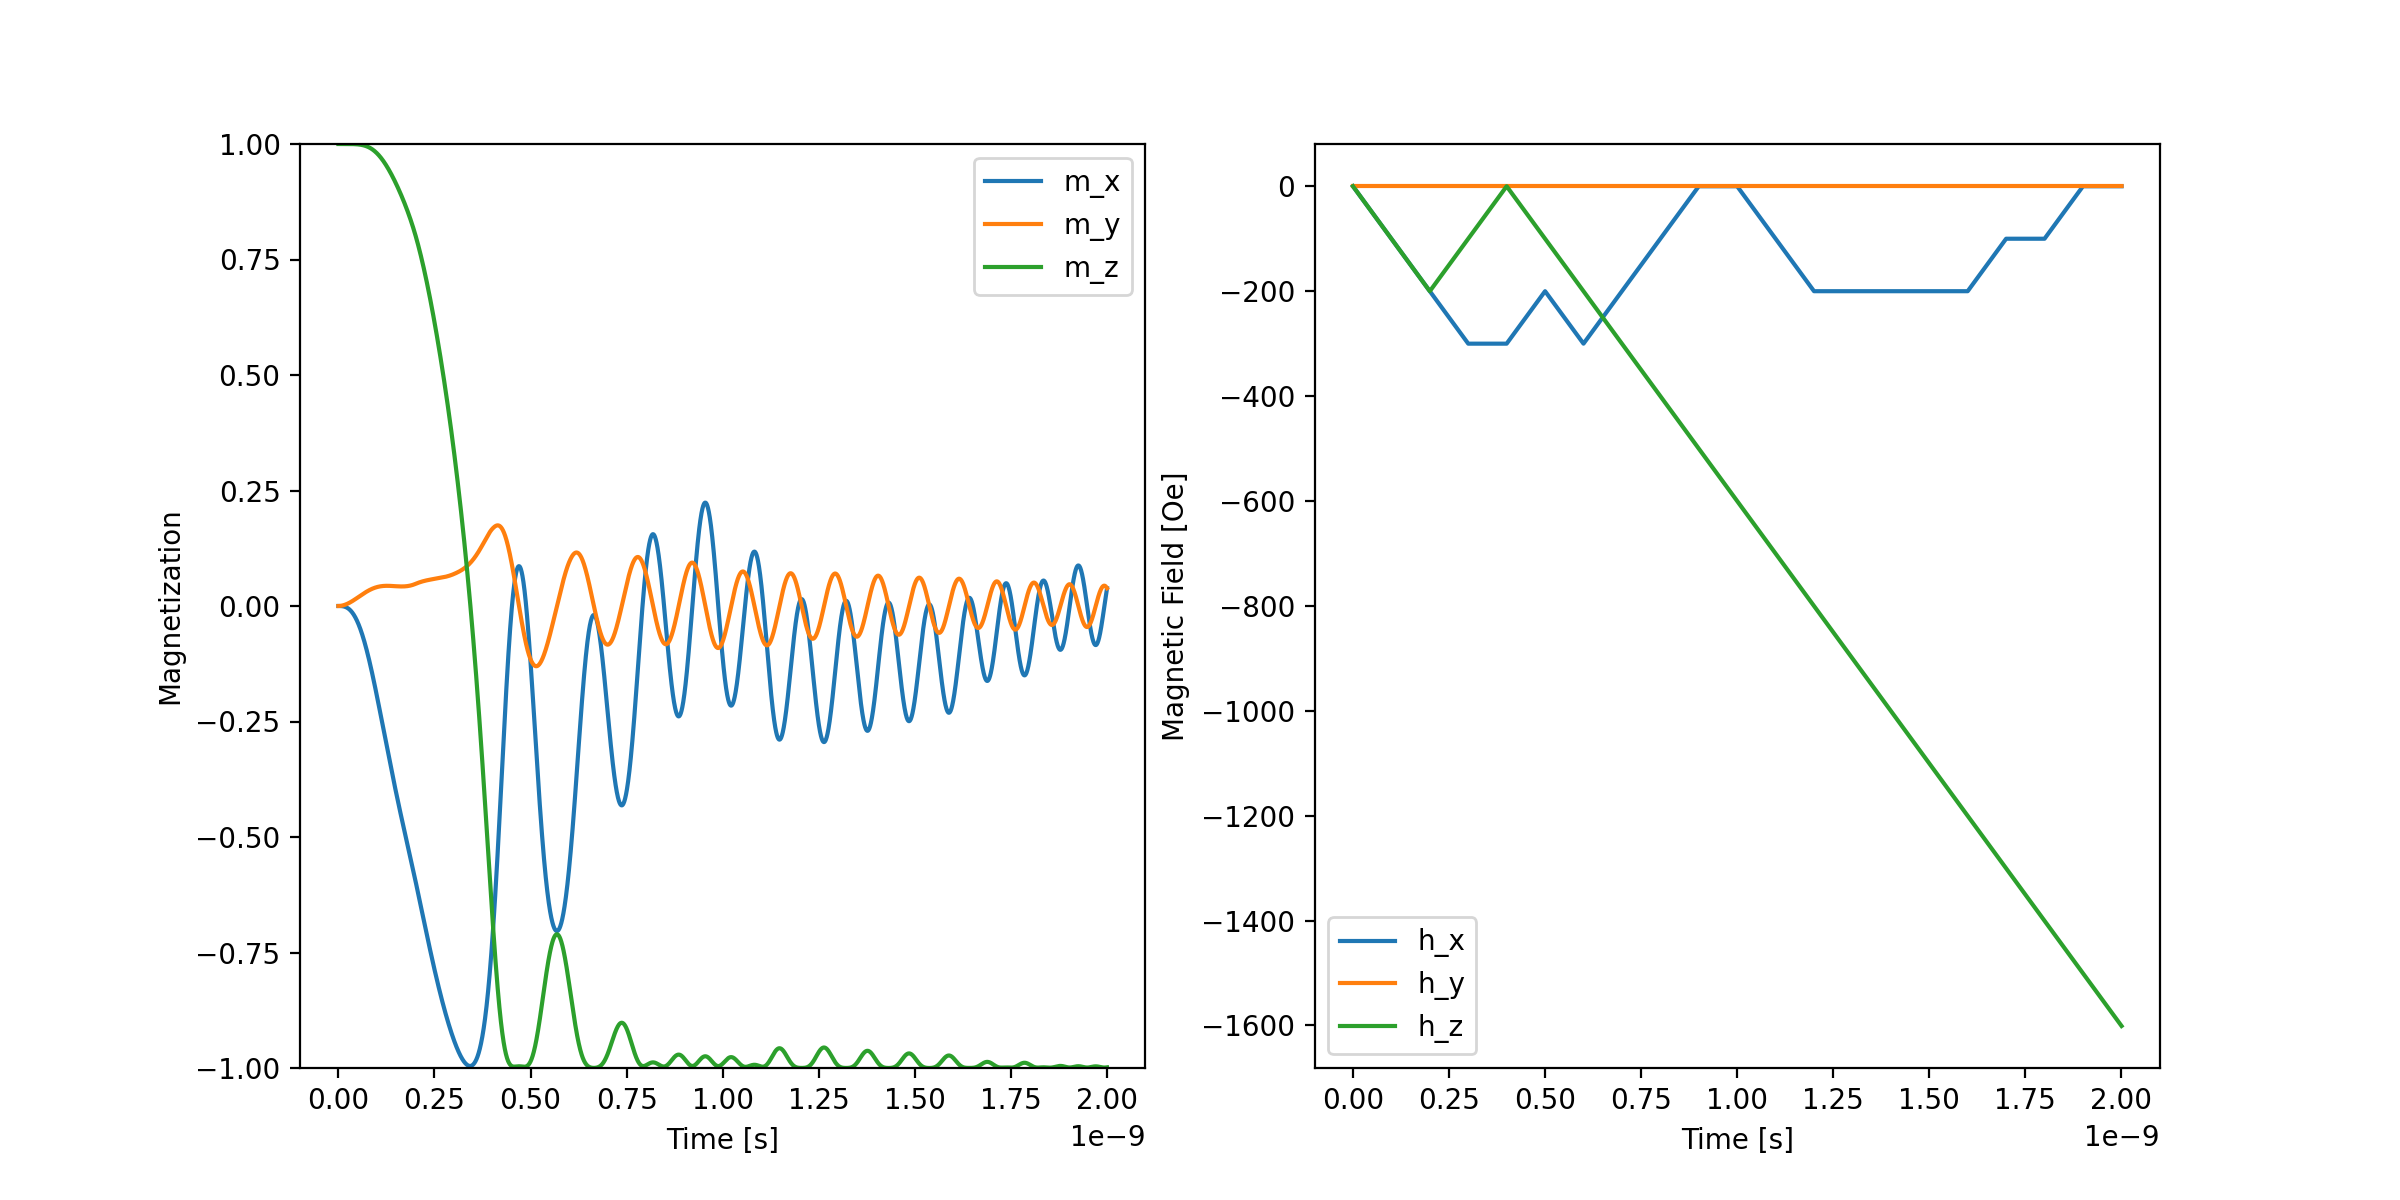 1.00
0.75
0.50
0.25
0.00
−0.25
−0.50
−0.75
−1.00
Magnetization
m_x
m_y
m_z
0.00 0.25 0.50 0.75 1.00 1.25 1.50 1.75 2.00
Time [s]
1e−9
0
−200
−400
−600
−800
−1000
−1200
−1400
−1600
Magnetic Field [Oe]
h_x
h_y
h_z
0.00 0.25 0.50 0.75 1.00 1.25 1.50 1.75 2.00
Time [s]
1e−9